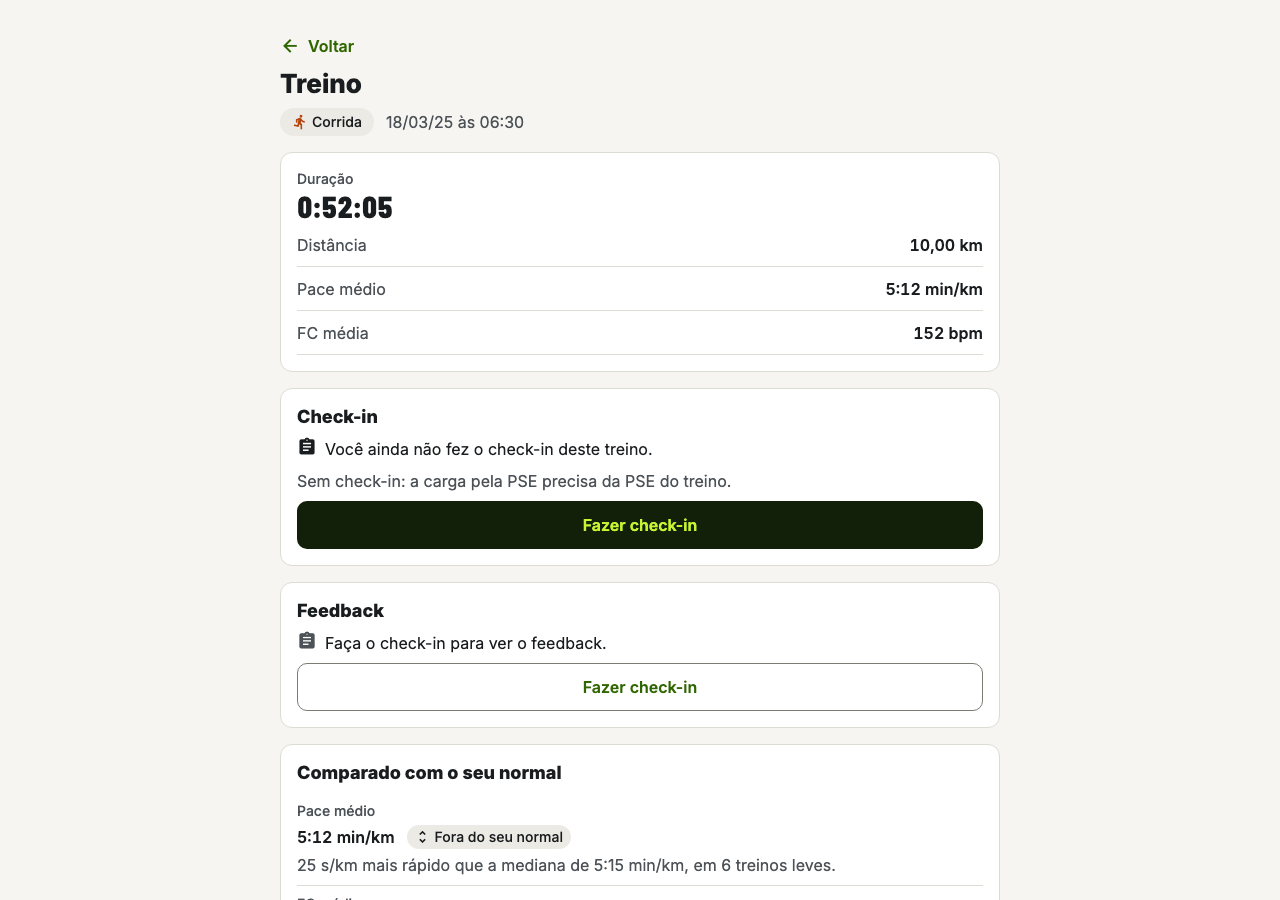 Voltar
Treino
Corrida 18/03/25 às 06:30
Duração
0:52:05
Distância 10,00 km
Pace médio 5:12 min/km
FC média 152 bpm
Check-in
Você ainda não fez o check-in deste treino.
Sem check-in: a carga pela PSE precisa da PSE do treino.
Fazer check-in
Feedback
Faça o check-in para ver o feedback.
Fazer check-in
Comparado com o seu normal
Pace médio
5:12 min/km Fora do seu normal
25 s/km mais rápido que a mediana de 5:15 min/km, em 6 treinos leves.